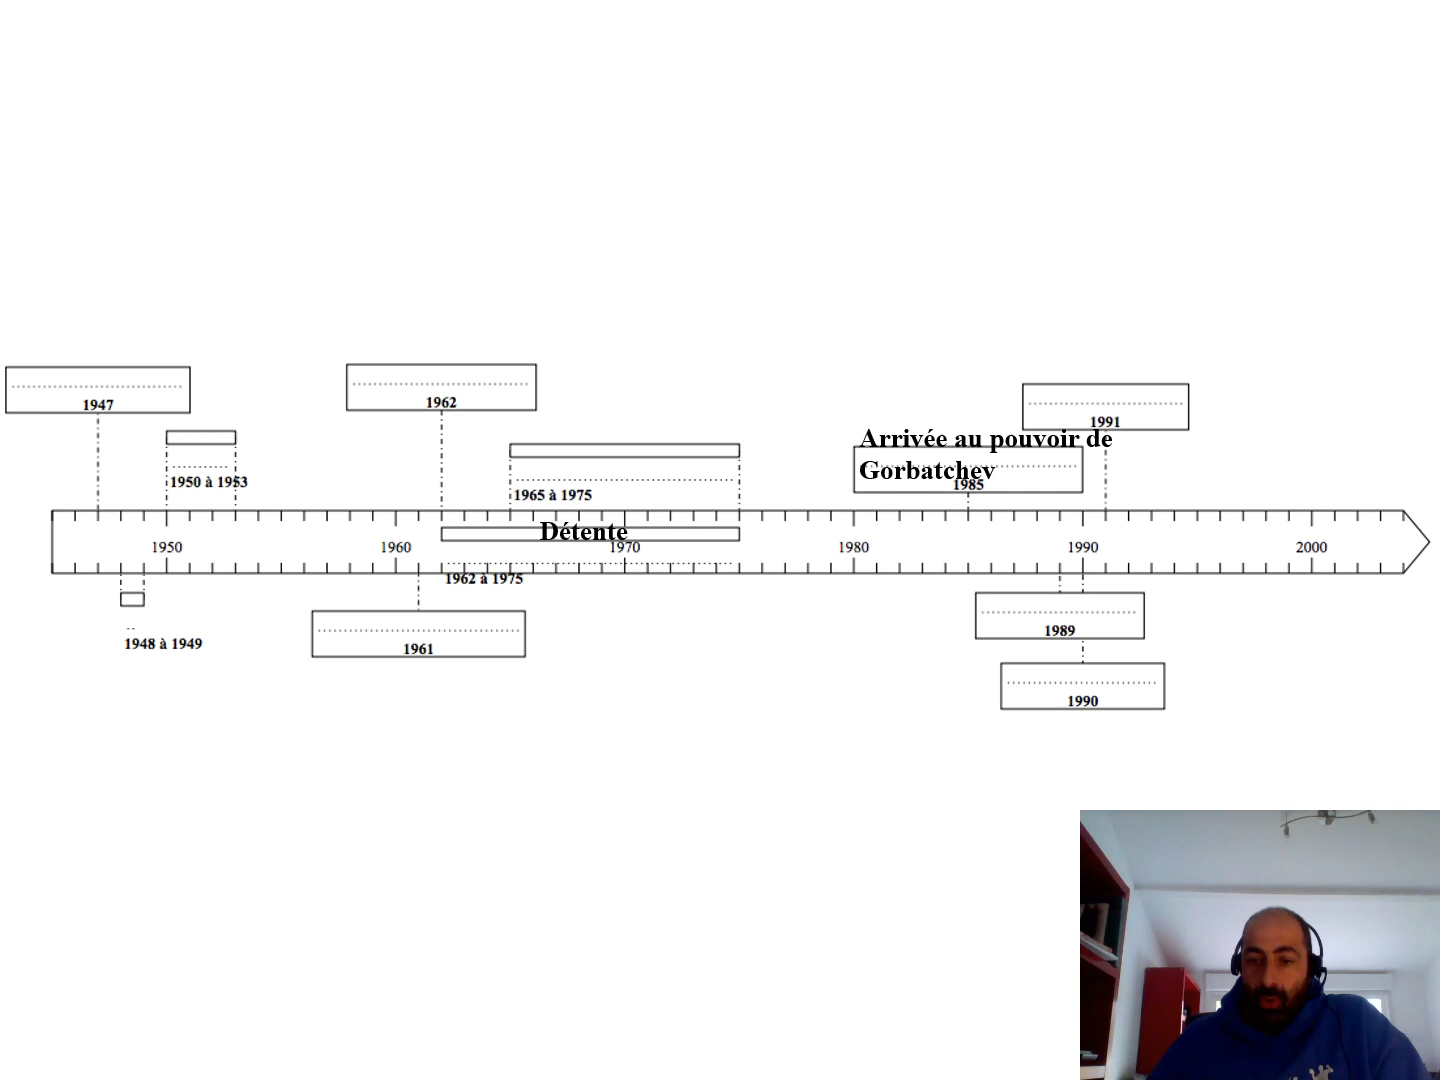 1947
1962
1991
Arrivée au pouvoir de
Gorbatchev
1985
1950 à 1953
1965 à 1975
Détente
1950
1960
1970
1980
1990
2000
1962 à 1975
1948 à 1949
1961
1989
1990